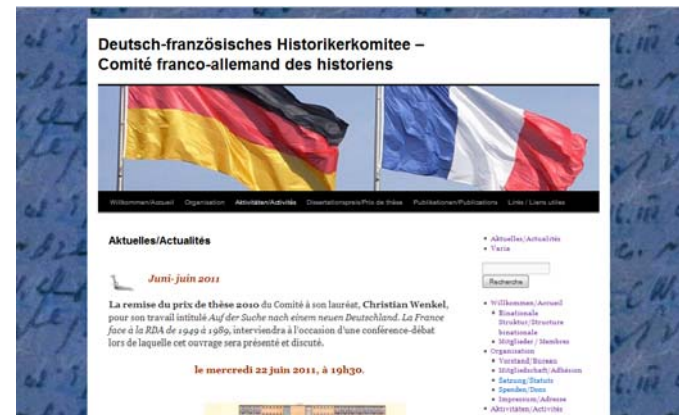 Deutsch-französisches Historikerkomitee –
Comité franco-allemand des historiens
Willkommen/Accueil Organisation Aktivitäten/Activités Dissertationspreis/Prix de thèse Publikationen/Publications Links / Liens utiles
Aktuelles/Actualités
Juni- juin 2011
La remise du prix de thèse 2010 du Comité à son lauréat, Christian Wenkel,
pour son travail intitulé Auf der Suche nach einem neuen Deutschland. La France
face à la RDA de 1949 à 1989, interviendra à l'occasion d'une conférence-débat
lors de laquelle cet ouvrage sera présenté et discuté.
le mercredi 22 juin 2011, à 19h30.
Aktuelles/Actualités
Varia
Recherche
Willkommen/Accueil
Binationale
Struktur/Structure
binationale
Mitglieder / Membres
Organisation
Vorstand/Bureau
Mitgliedschaft/Adhésion
Satzung/Statuts
Spenden/Dons
Impressum/Adresse
Aktivitäten/Activités